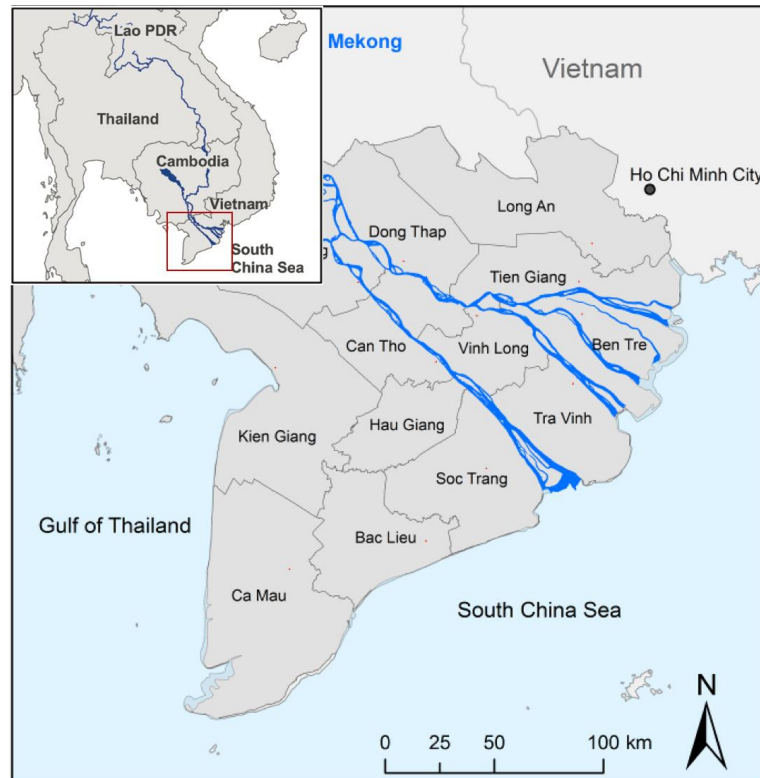 Lao PDR
Thailand
Cambodia
Vietnam
South
China Sea
Mekong
Vietnam
Ho Chi Minh City
Long An
Dong Thap
g
Tien Giang
Can Tho
Vinh Long
Ben Tre
Kien Giang
Hau Giang
Tra Vinh
Soc Trang
Gulf of Thailand
Bac Lieu
Ca Mau
South China Sea
N
0 25 50 100 km